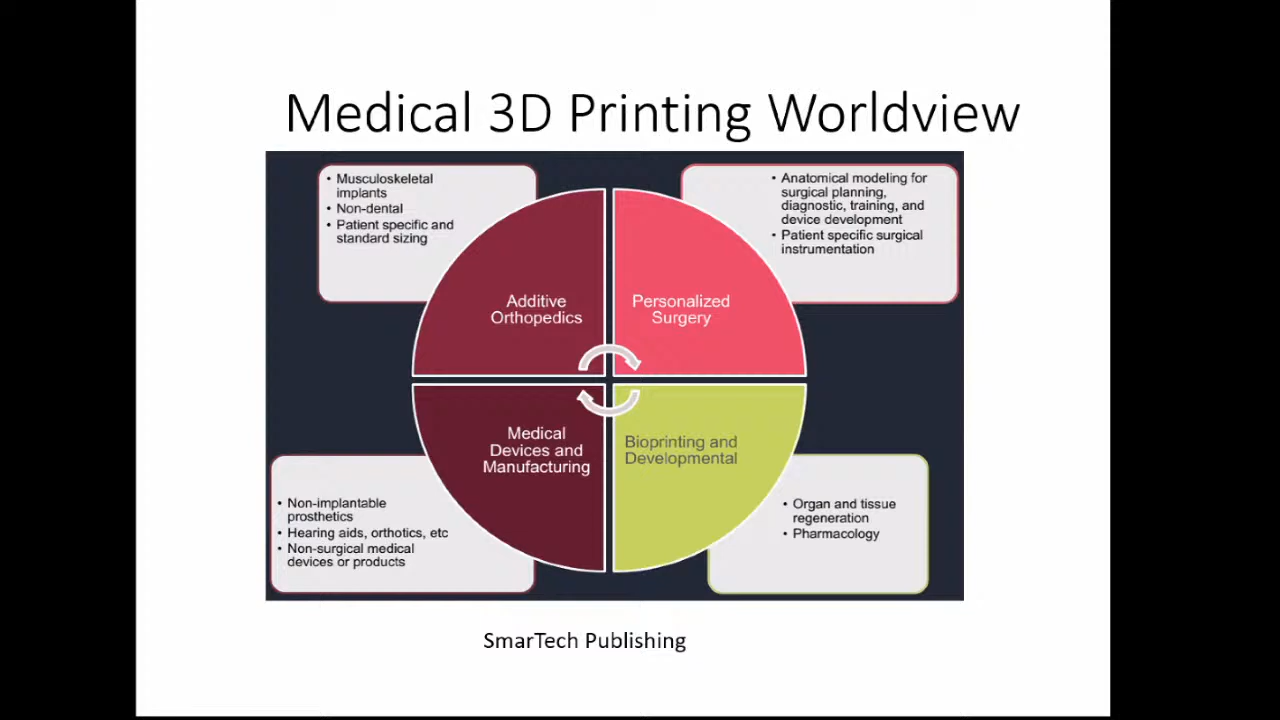 Medical 3D Printing Worldview
• Musculoskeletal
implants
• Non-dental
• Patient specific and
standard sizing
• Anatomical modeling for
surgical planning,
diagnostic, training, and
device development
• Patient specific surgical
instrumentation
Additive
Orthopedics
Personalized
Surgery
Medical
Devices and
Manufacturing
Bioprinting and
Developmental
• Non-implantable
prosthetics
• Hearing aids, orthotics, etc
• Non-surgical medical
devices or products
• Organ and tissue
regeneration
• Pharmacology
SmarTech Publishing